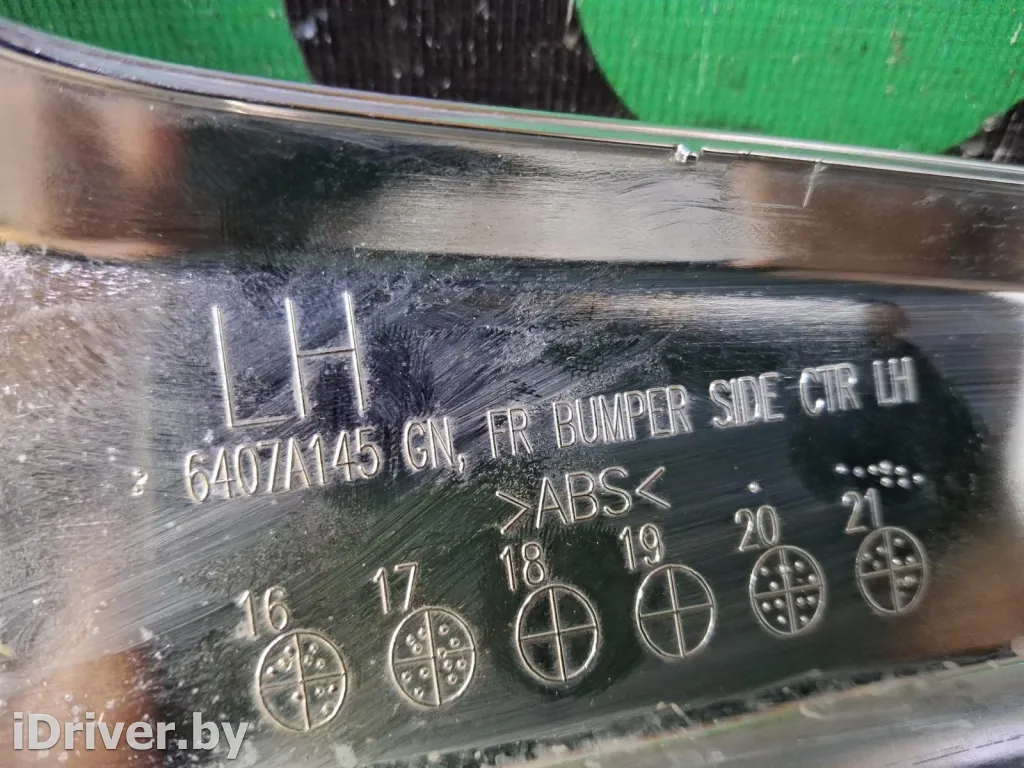 LH
6407A145 GN, FR BUMPER SIDE CTR LH
>ABS<
16 17 18 19 20 21
iDriver.by